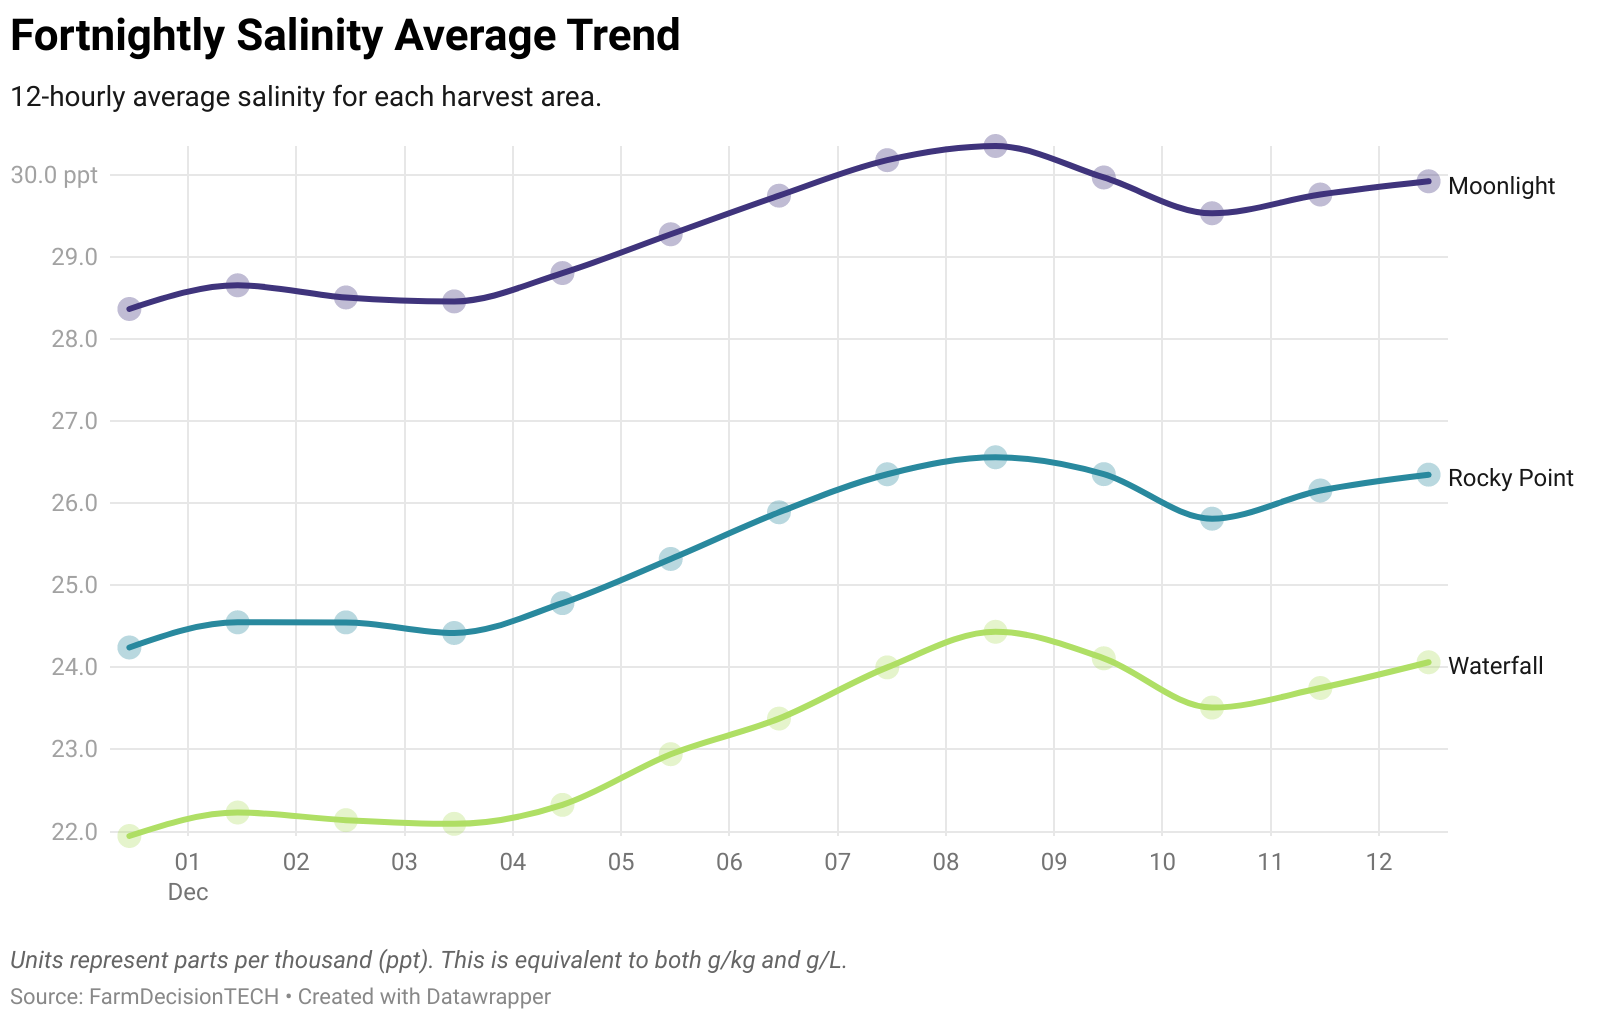 Fortnightly Salinity Average Trend
12-hourly average salinity for each harvest area.
30.0 ppt
Moonlight
29.0
28.0
27.0
Rocky Point
26.0
25.0
24.0
Waterfall
23.0
22.0
01 02 03 04 05 06 07 08 09 10 11 12
Dec
Units represent parts per thousand (ppt). This is equivalent to both g/kg and g/L.
Source: FarmDecisionTECH • Created with Datawrapper